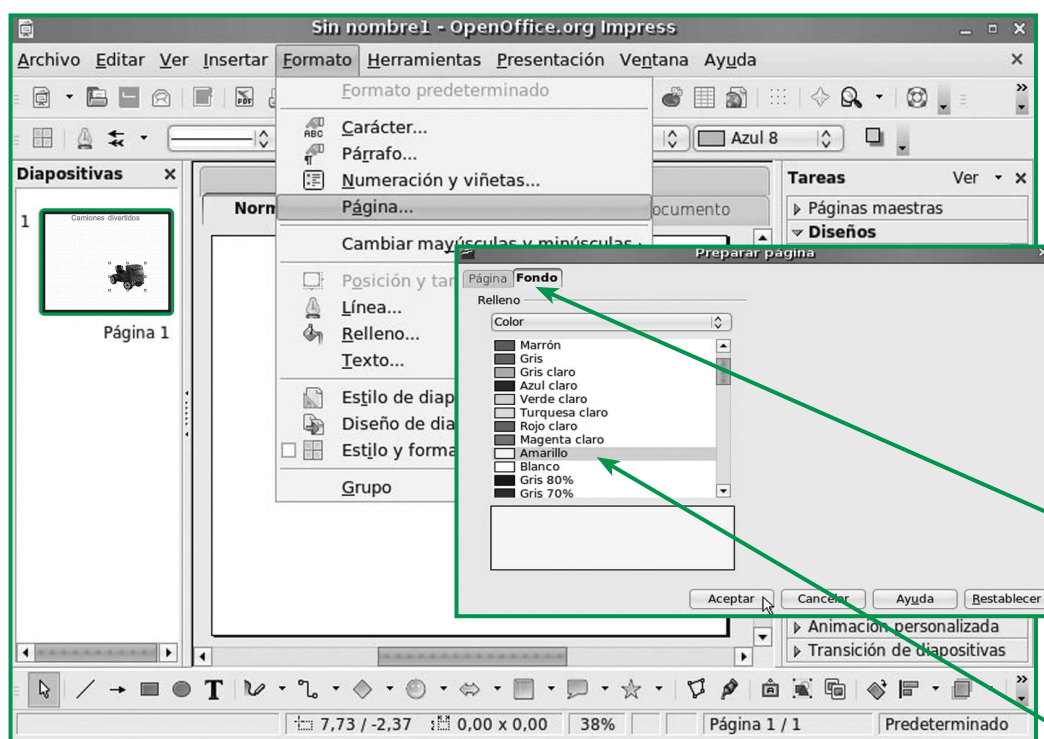 Sin nombre1 - OpenOffice.org Impress
Archivo Editar Ver Insertar Formato Herramientas Presentación Ventana Ayuda
Formato predeterminado
Carácter...
Párrafo...
Numeración y viñetas...
Página...
Cambiar mayúsculas y minúsculas
Posición y tam
Línea...
Relleno...
Texto...
Estilo de diap
Diseño de dia
Estilo y forma
Grupo
Azul 8
Diapositivas
1
Camiones divertidos
Página 1
Norm
ocumento
Tareas Ver
Páginas maestras
Diseños
Preparar página
Página Fondo
Relleno
Color
Marrón
Gris
Gris claro
Azul claro
Verde claro
Turquesa claro
Rojo claro
Magenta claro
Amarillo
Blanco
Gris 80%
Gris 70%
Aceptar Cancelar Ayuda Restablecer
Animación personalizada
Transición de diapositivas
7,73 / -2,37 0,00 x 0,00 38% Página 1 / 1 Predeterminado